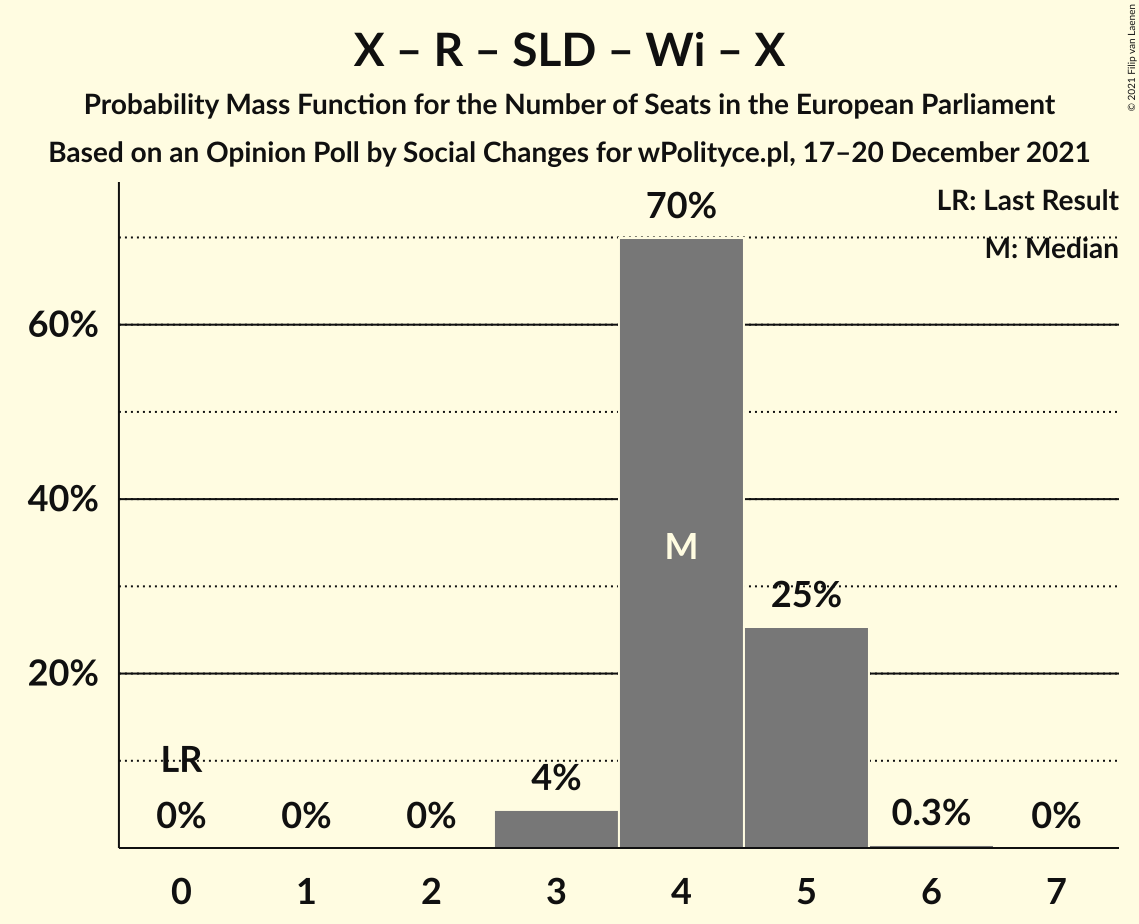 X – R – SLD – Wi – X
Probability Mass Function for the Number of Seats in the European Parliament
Based on an Opinion Poll by Social Changes for wPolityce.pl, 17–20 December 2021
© 2021 Filip van Laenen
LR: Last Result
M: Median
60%
40%
20%
LR
0%
0%
0%
4%
70%
M
25%
0.3%
0%
0 1 2 3 4 5 6 7